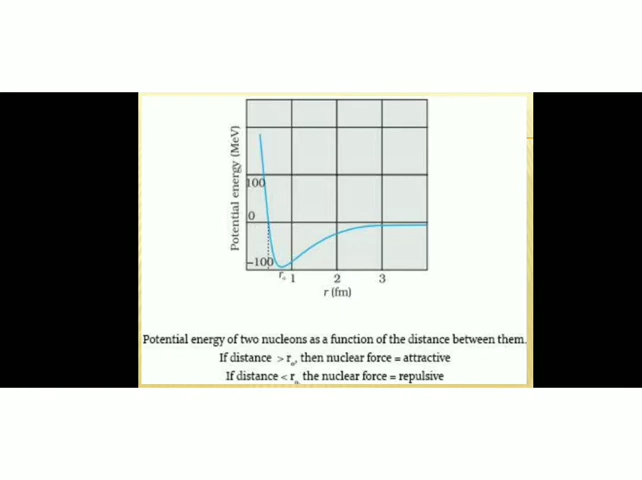 Potential energy (MeV)
100
0
-100
r₀ 1 2 3
r (fm)
Potential energy of two nucleons as a function of the distance between them.
If distance > r₀, then nuclear force = attractive
If distance < r₀, the nuclear force = repulsive